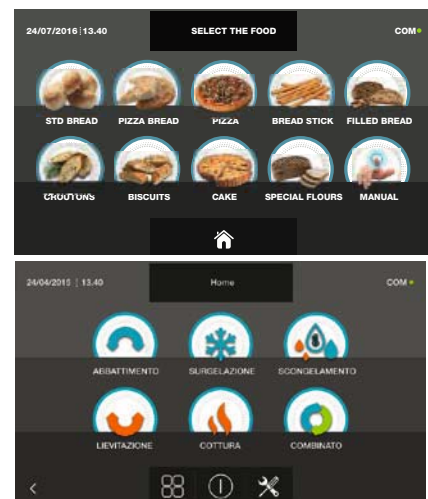 24/07/2016 | 13.40 SELECT THE FOOD COM
STD BREAD PIZZA BREAD PIZZA BREAD STICK FILLED BREAD
CROUTONS BISCUITS CAKE SPECIAL FLOURS MANUAL
24/04/2015 | 13.40 Home COM
ABBATTIMENTO SURGELAZIONE SCONGELAMENTO
LIEVITAZIONE COTTURA COMBINATO